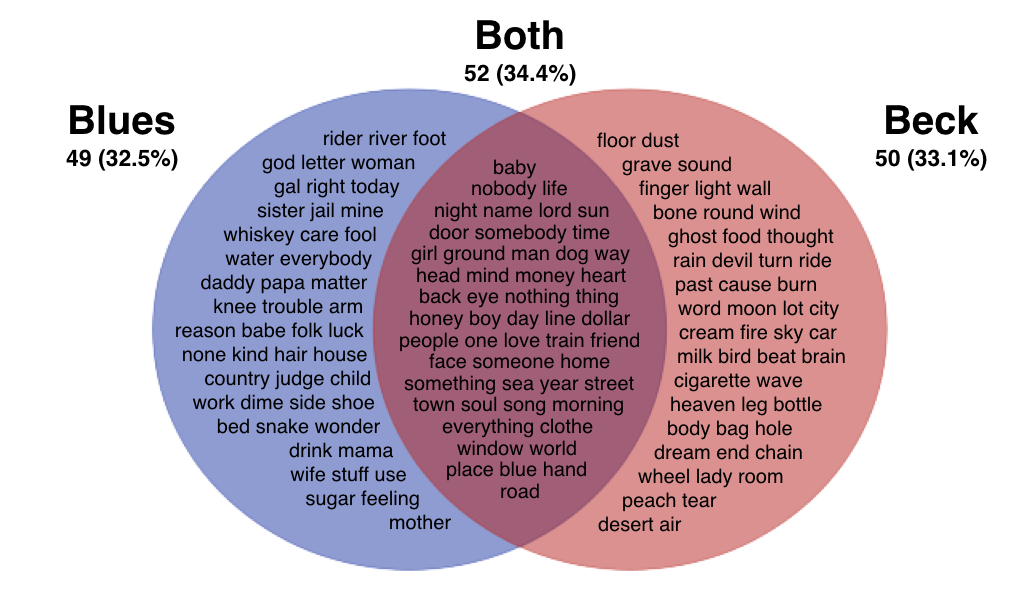 Both
52 (34.4%)
Blues
49 (32.5%)
Beck
50 (33.1%)
rider river foot
god letter woman
gal right today
sister jail mine
whiskey care fool
water everybody
daddy papa matter
knee trouble arm
reason babe folk luck
none kind hair house
country judge child
work dime side shoe
bed snake wonder
drink mama
wife stuff use
sugar feeling
mother
baby
nobody life
night name lord sun
door somebody time
girl ground man dog way
head mind money heart
back eye nothing thing
honey boy day line dollar
people one love train friend
face someone home
something sea year street
town soul song morning
everything clothe
window world
place blue hand
road
floor dust
grave sound
finger light wall
bone round wind
ghost food thought
rain devil turn ride
past cause burn
word moon lot city
cream fire sky car
milk bird beat brain
cigarette wave
heaven leg bottle
body bag hole
dream end chain
wheel lady room
peach tear
desert air